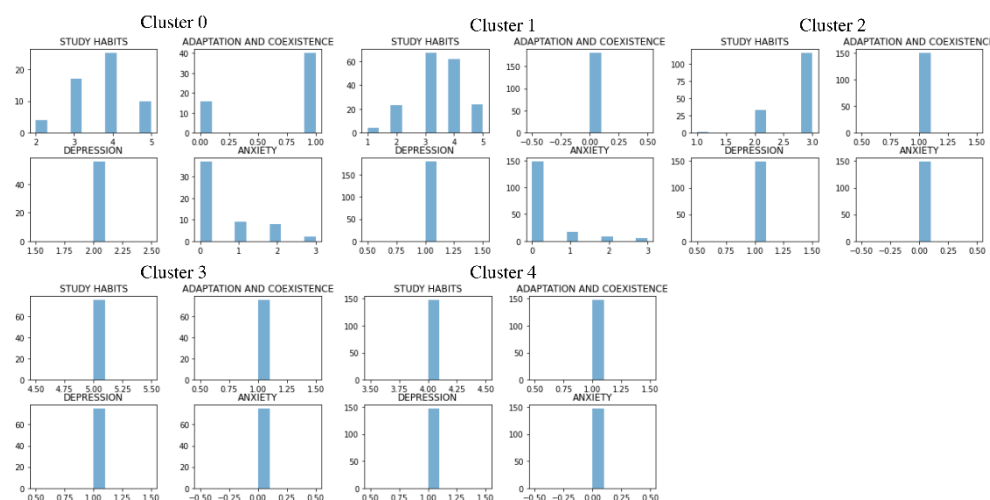 Cluster 0
Cluster 1
Cluster 2
STUDY HABITS
ADAPTATION AND COEXISTENCE
STUDY HABITS
ADAPTATION AND COEXISTENCE
STUDY HABITS
ADAPTATION AND COEXISTENCE
20
10
0
2 3 4 5
40
30
20
10
0
0.00 0.25 0.50 0.75 1.00
60
40
20
0
1 2 3 4 5
150
100
50
0
−0.50 −0.25 0.00 0.25 0.50
100
75
50
25
0
1.0 1.5 2.0 2.5 3.0
150
100
50
0
0.50 0.75 1.00 1.25 1.50
DEPRESSION
ANXIETY
DEPRESSION
ANXIETY
DEPRESSION
ANXIETY
40
20
0
1.50 1.75 2.00 2.25 2.50
30
20
10
0
0 1 2 3
150
100
50
0
0.50 0.75 1.00 1.25 1.50
150
100
50
0
0 1 2 3
150
100
50
0
0.50 0.75 1.00 1.25 1.50
150
100
50
0
−0.50 −0.25 0.00 0.25 0.50
Cluster 3
Cluster 4
STUDY HABITS
ADAPTATION AND COEXISTENCE
STUDY HABITS
ADAPTATION AND COEXISTENCE
60
40
20
0
4.50 4.75 5.00 5.25 5.50
60
40
20
0
0.50 0.75 1.00 1.25 1.50
150
100
50
0
3.50 3.75 4.00 4.25 4.50
150
100
50
0
0.50 0.75 1.00 1.25 1.50
DEPRESSION
ANXIETY
DEPRESSION
ANXIETY
60
40
20
0
0.50 0.75 1.00 1.25 1.50
60
40
20
0
−0.50 −0.25 0.00 0.25 0.50
150
100
50
0
0.50 0.75 1.00 1.25 1.50
150
100
50
0
−0.50 −0.25 0.00 0.25 0.50